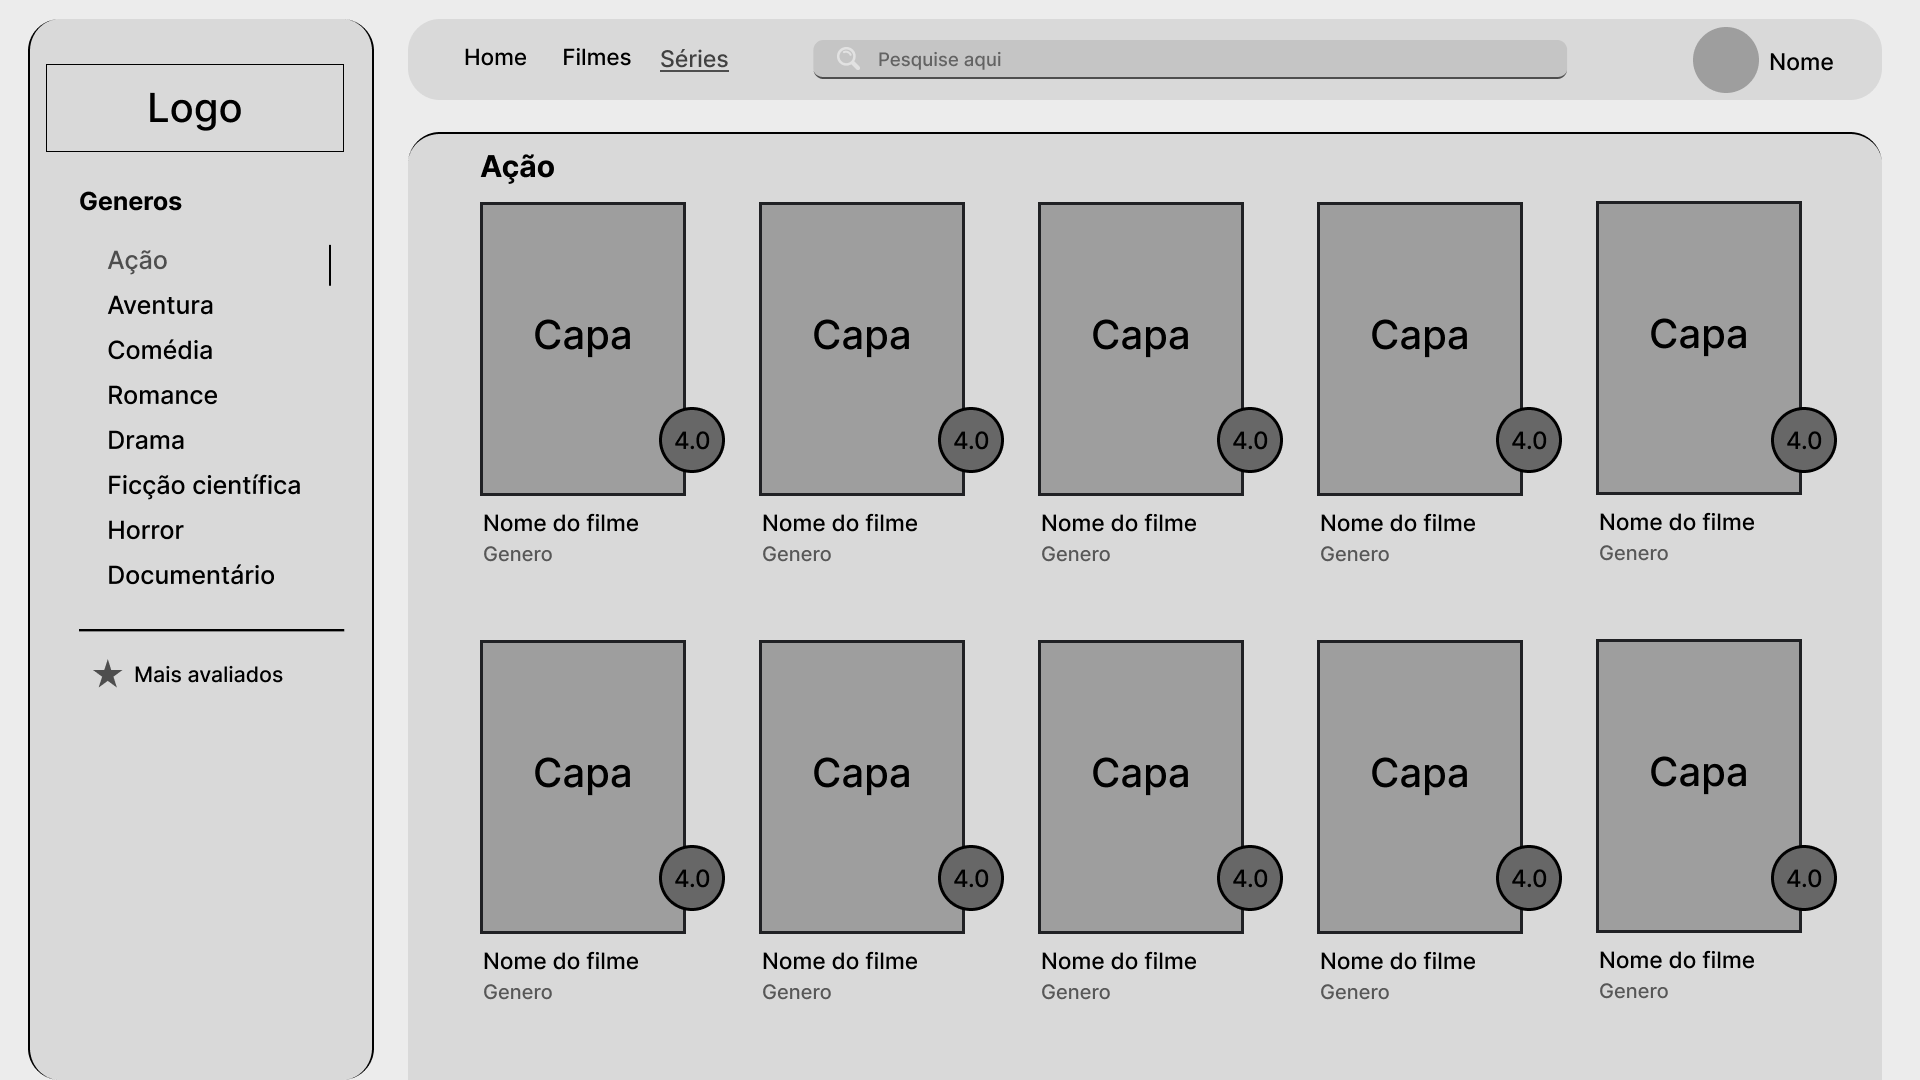 Logo
Generos
Ação
Aventura
Comédia
Romance
Drama
Ficção científica
Horror
Documentário
Mais avaliados
Home Filmes Séries Pesquise aqui Nome
Ação
Capa Capa Capa Capa Capa
4.0 4.0 4.0 4.0 4.0
Nome do filme Nome do filme Nome do filme Nome do filme Nome do filme
Genero Genero Genero Genero Genero
Capa Capa Capa Capa Capa
4.0 4.0 4.0 4.0 4.0
Nome do filme Nome do filme Nome do filme Nome do filme Nome do filme
Genero Genero Genero Genero Genero